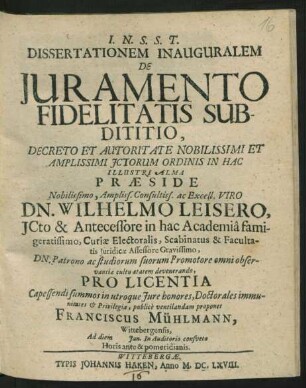 16
I. N. S. S. T.
DISSERTATIONEM INAUGURALEM
DE
JURAMENTO
FIDELITATIS SUB-
DITITIO,
DECRETO ET AUTORITATE NOBILISSIMI ET
AMPLISSIMI JCTORUM ORDINIS IN HAC
ILLUSTRI ALMA
PRÆSIDE
Nobilissimo, Ampliss. Consultiss. ac Excell. VIRO
DN. WILHELMO LEISERO,
JCto & Antecessore in hac Academiâ fami-
geratissimo, Curiæ Electoralis, Scabinatus & Faculta-
tis Juridicæ Assessore Gravissimo,
DN. Patrono ac studiorum suorum Promotore omni obser-
vantiæ cultu ætatem devenerando,
PRO LICENTIA
Capessendi summos in utroque Jure honores, Doctorales immu-
nitates & Privilegia, publicè ventilandam proponet
FRANCISCUS MÜHLMANN,
Wittebergensis,
Ad diem Jan. In Auditorio consueto
Horis ante & pomeridianis.
WITTEBERGÆ,
TYPIS JOHANNIS HAKEN, Anno M. DC. LXVIII.
16